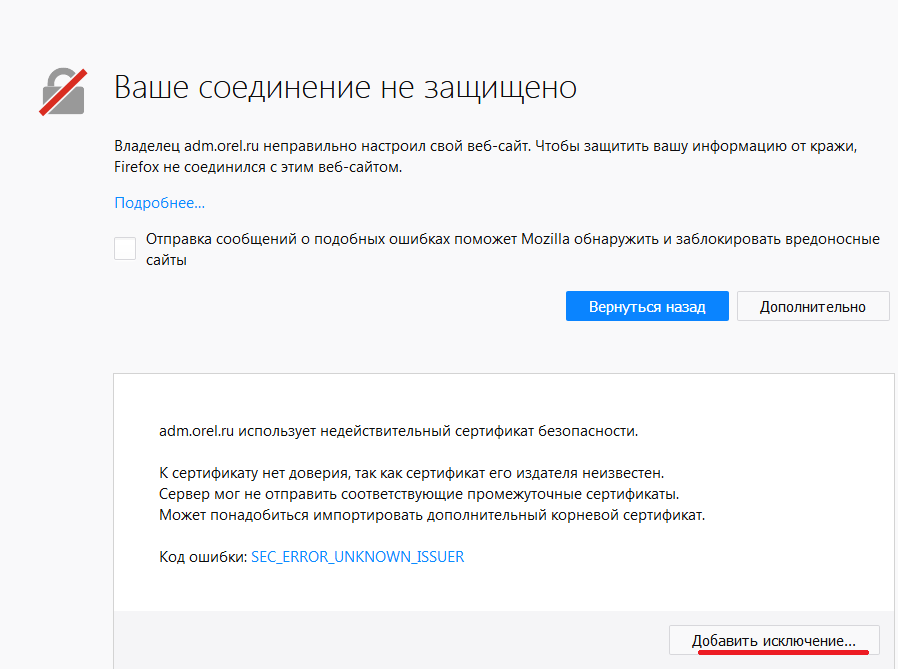 Ваше соединение не защищено
Владелец adm.orel.ru неправильно настроил свой веб-сайт. Чтобы защитить вашу информацию от кражи,
Firefox не соединился с этим веб-сайтом.
Подробнее...
Отправка сообщений о подобных ошибках поможет Mozilla обнаружить и заблокировать вредоносные
сайты
Вернуться назад Дополнительно
adm.orel.ru использует недействительный сертификат безопасности.
К сертификату нет доверия, так как сертификат его издателя неизвестен.
Сервер мог не отправить соответствующие промежуточные сертификаты.
Может понадобиться импортировать дополнительный корневой сертификат.
Код ошибки: SEC_ERROR_UNKNOWN_ISSUER
Добавить исключение...